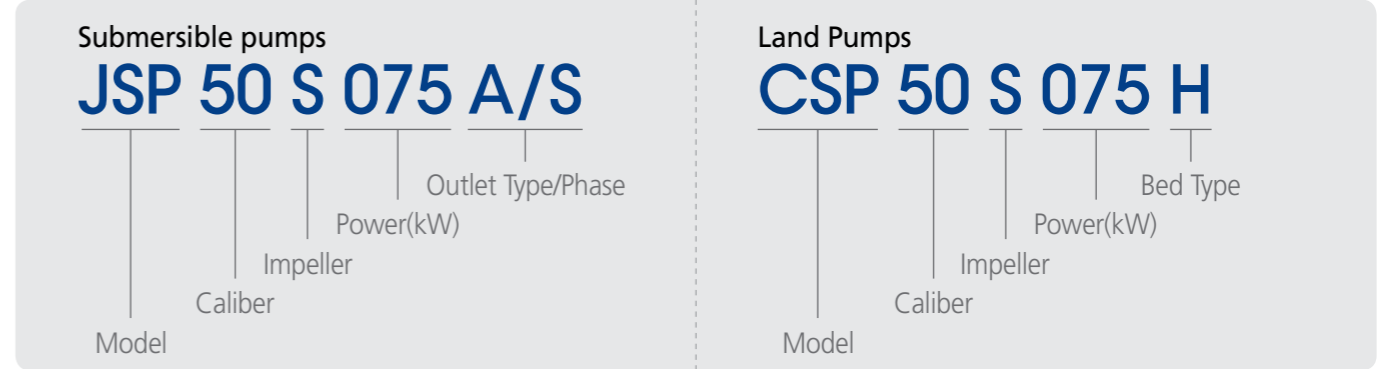 Submersible pumps
JSP 50 S 075 A/S
Outlet Type/Phase
Power(kW)
Impeller
Caliber
Model
Land Pumps
CSP 50 S 075 H
Bed Type
Power(kW)
Impeller
Caliber
Model